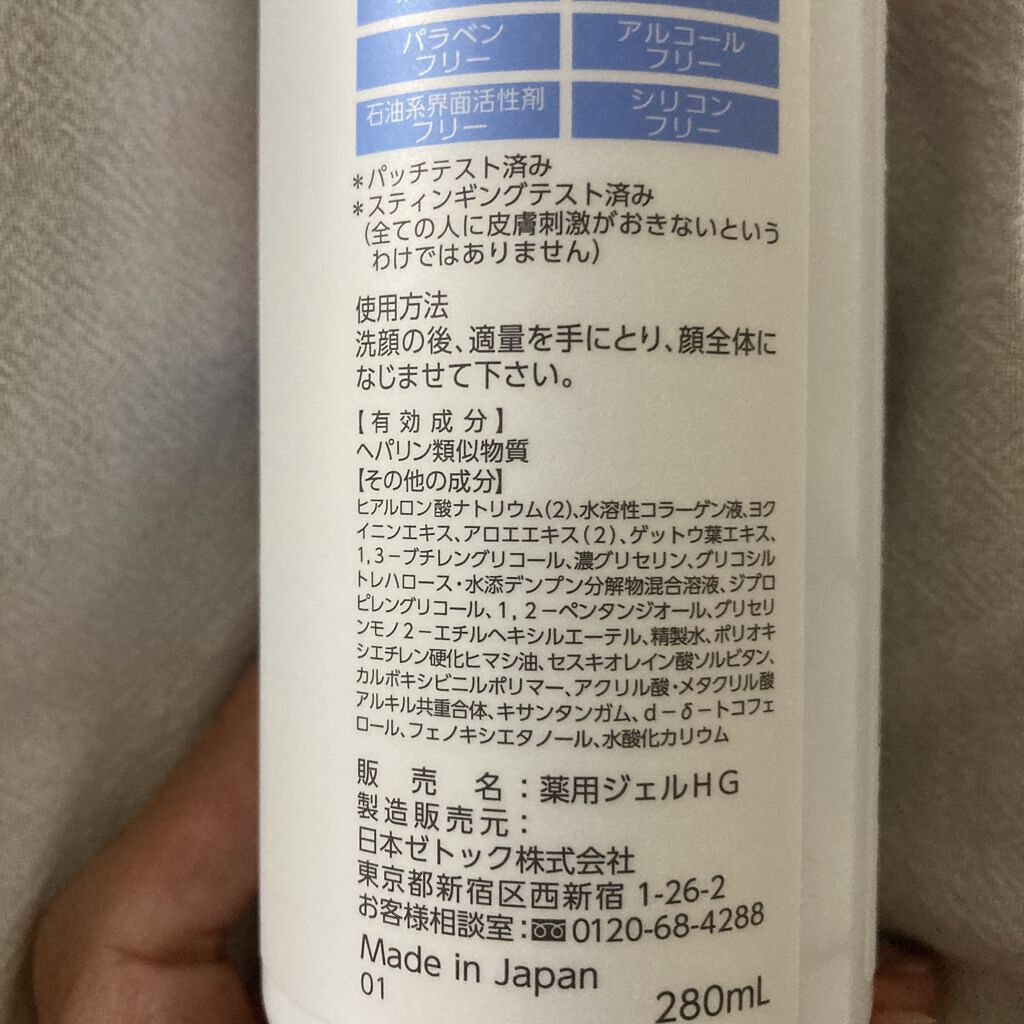 パラベン
フリー
アルコール
フリー
石油系界面活性剤
フリー
シリコン
フリー
*パッチテスト済み
*スティンギングテスト済み
(全ての人に皮膚刺激がおきないという
わけではありません)
使用方法
洗顔の後、適量を手にとり、顔全体に
なじませて下さい。
【有効成分】
ヘパリン類似物質
【その他の成分】
ヒアルロン酸ナトリウム(2)、水溶性コラーゲン液、ヨク
イニンエキス、アロエエキス(2)、ゲットウ葉エキス、
1,3-ブチレングリコール、濃グリセリン、グリコシル
トレハロース・水添デンプン分解物混合溶液、ジプロ
ピレングリコール、1,2-ペンタンジオール、グリセリ
ンモノ2-エチルヘキシルエーテル、精製水、ポリオキ
シエチレン硬化ヒマシ油、セスキオレイン酸ソルビタン、
カルボキシビニルポリマー、アクリル酸・メタクリル酸
アルキル共重合体、キサンタンガム、d-δ-トコフェ
ロール、フェノキシエタノール、水酸化カリウム
販売名:薬用ジェルHG
製造販売元:
日本ゼトック株式会社
東京都新宿区西新宿 1-26-2
お客様相談室:0120-68-4288
Made in Japan
01
280mL